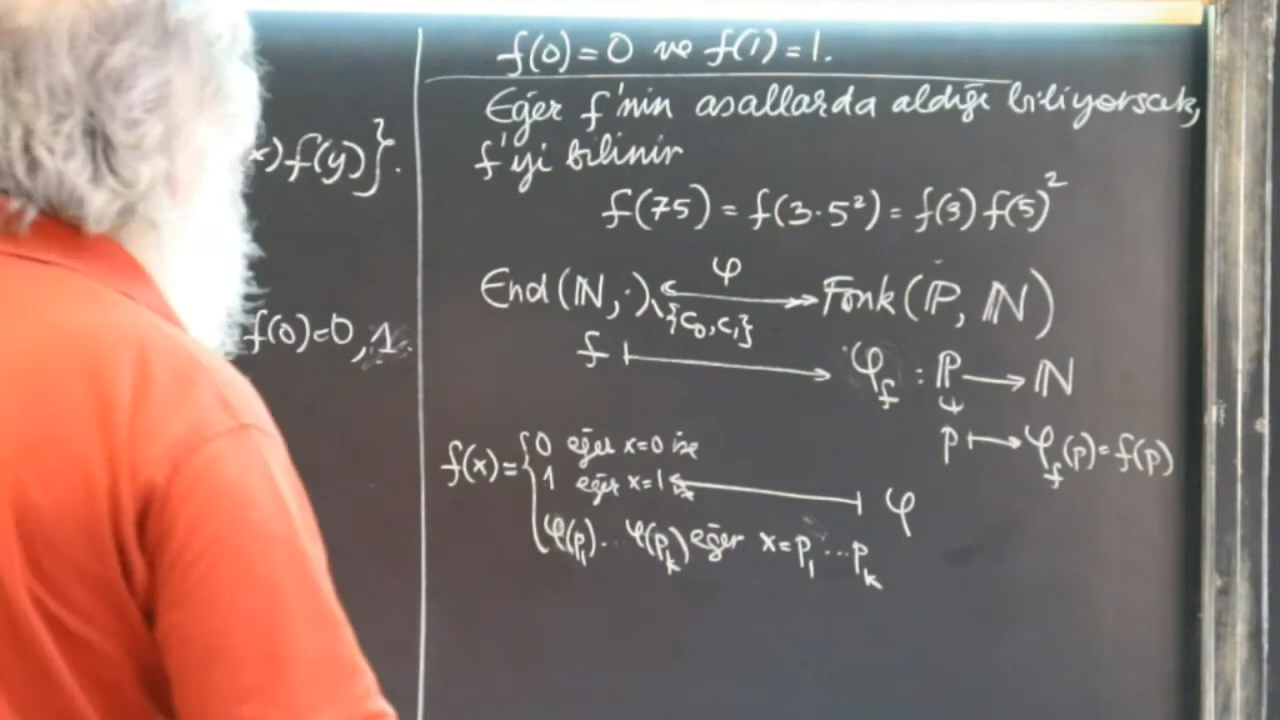 x)f(y)}.
f(0)=0,1.
f(0)=0 ve f(1)=1.
Eğer f'nin asallarda aldığı biliyorsak,
f'yi bilinir
f(75) = f(3·5²) = f(3) f(5)²
End(ℕ,·)\{c₀,c₁} ⟷ Fonk(ℙ, ℕ)
φ
f ⟼ φ_f : ℙ ⟶ ℕ
p ⟼ φ_f(p)=f(p)
f(x) = { 0 eğer x=0 ise
1 eğer x=1 ise ⟻ φ
φ(p₁)...φ(p_k) eğer x=p₁...p_k